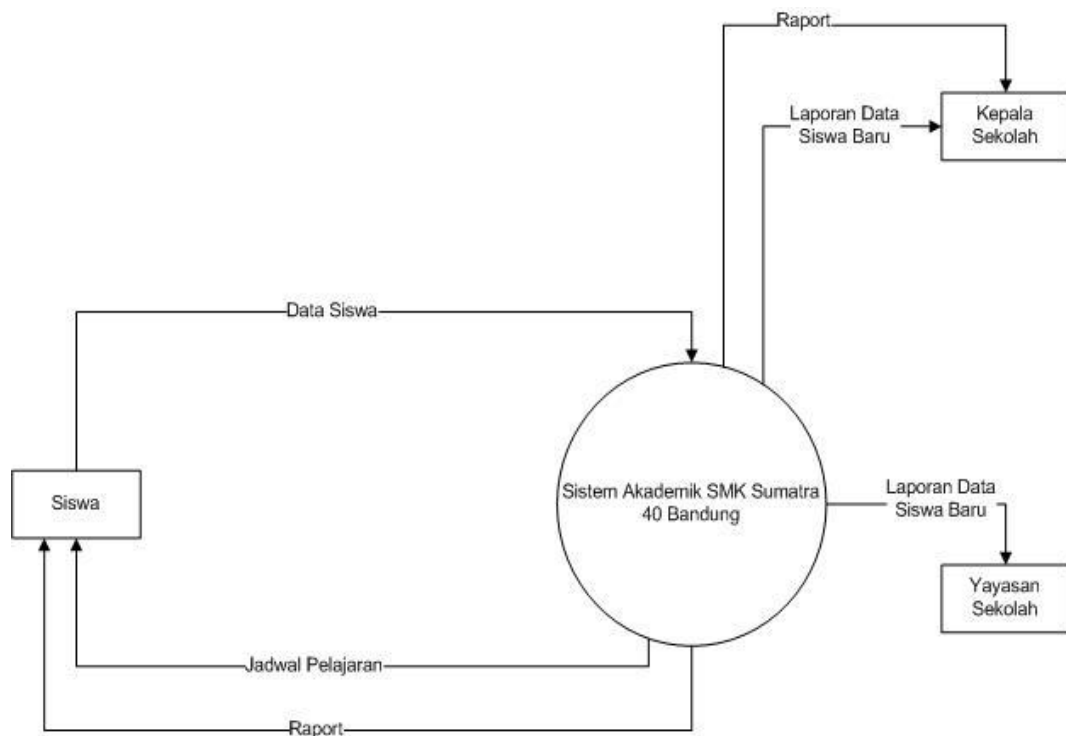 Raport
Laporan Data
Siswa Baru
Kepala
Sekolah
Data Siswa
Siswa
Sistem Akademik SMK Sumatra
40 Bandung
Laporan Data
Siswa Baru
Yayasan
Sekolah
Jadwal Pelajaran
Raport